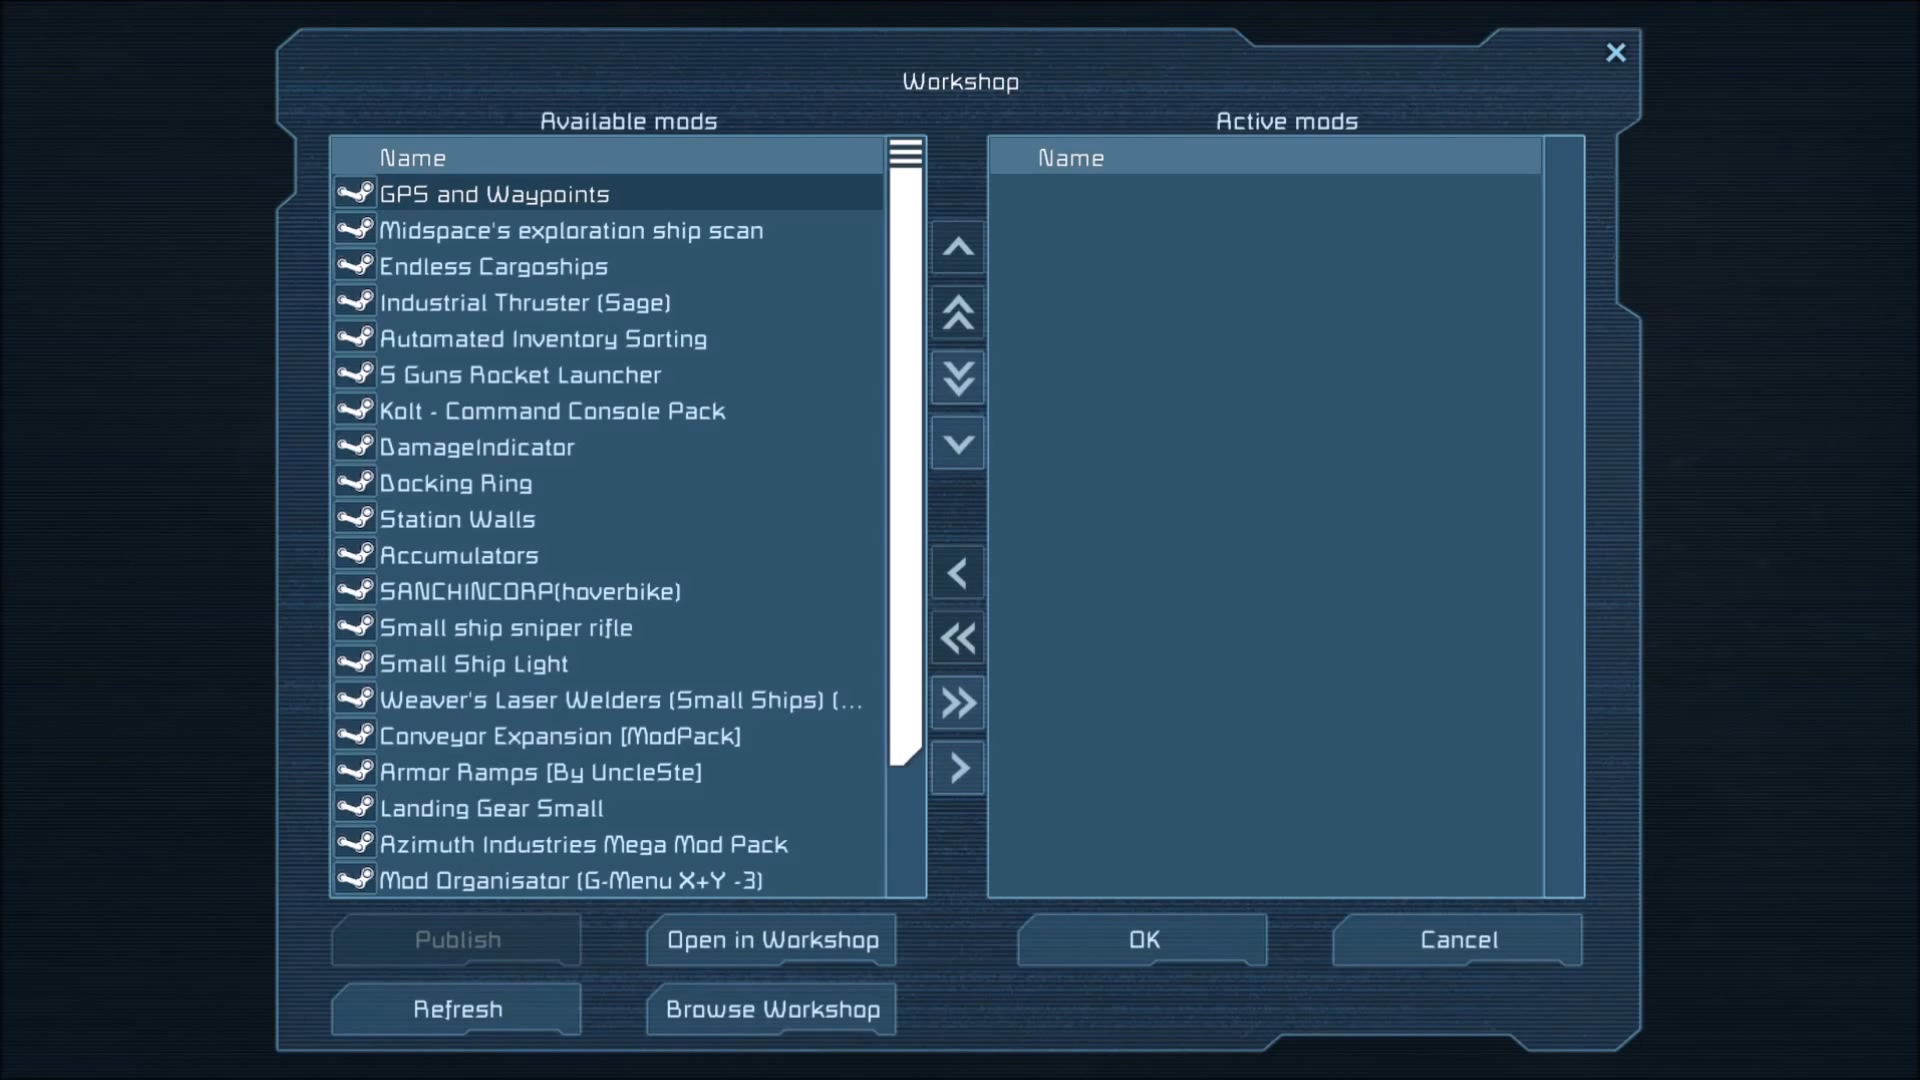 Workshop
Available mods
Active mods
Name
Name
GPS and Waypoints
Midspace's exploration ship scan
Endless Cargoships
Industrial Thruster (Sage)
Automated Inventory Sorting
S Guns Rocket Launcher
Kolt - Command Console Pack
DamageIndicator
Docking Ring
Station Walls
Accumulators
SANCHINCORP(hoverbike)
Small ship sniper rifle
Small Ship Light
Weaver's Laser Welders (Small Ships) (...
Conveyor Expansion [ModPack]
Armor Ramps [By UncleSte]
Landing Gear Small
Azimuth Industries Mega Mod Pack
Mod Organisator (G-Menu X+Y -3)
Publish
Open in Workshop
OK
Cancel
Refresh
Browse Workshop